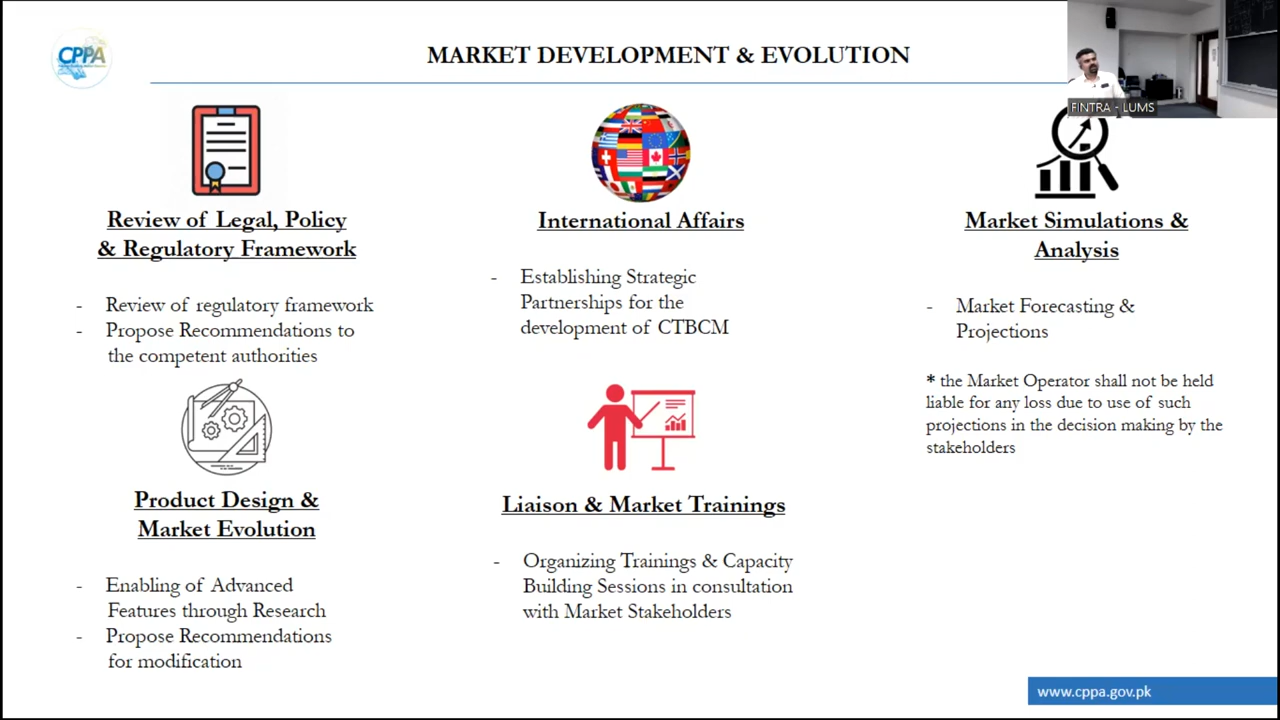 CPPA
MARKET DEVELOPMENT & EVOLUTION
FINTRA - LUMS
Review of Legal, Policy
& Regulatory Framework
- Review of regulatory framework
- Propose Recommendations to
the competent authorities
International Affairs
- Establishing Strategic
Partnerships for the
development of CTBCM
Market Simulations &
Analysis
- Market Forecasting &
Projections
* the Market Operator shall not be held
liable for any loss due to use of such
projections in the decision making by the
stakeholders
Product Design &
Market Evolution
- Enabling of Advanced
Features through Research
- Propose Recommendations
for modification
Liaison & Market Trainings
- Organizing Trainings & Capacity
Building Sessions in consultation
with Market Stakeholders
www.cppa.gov.pk